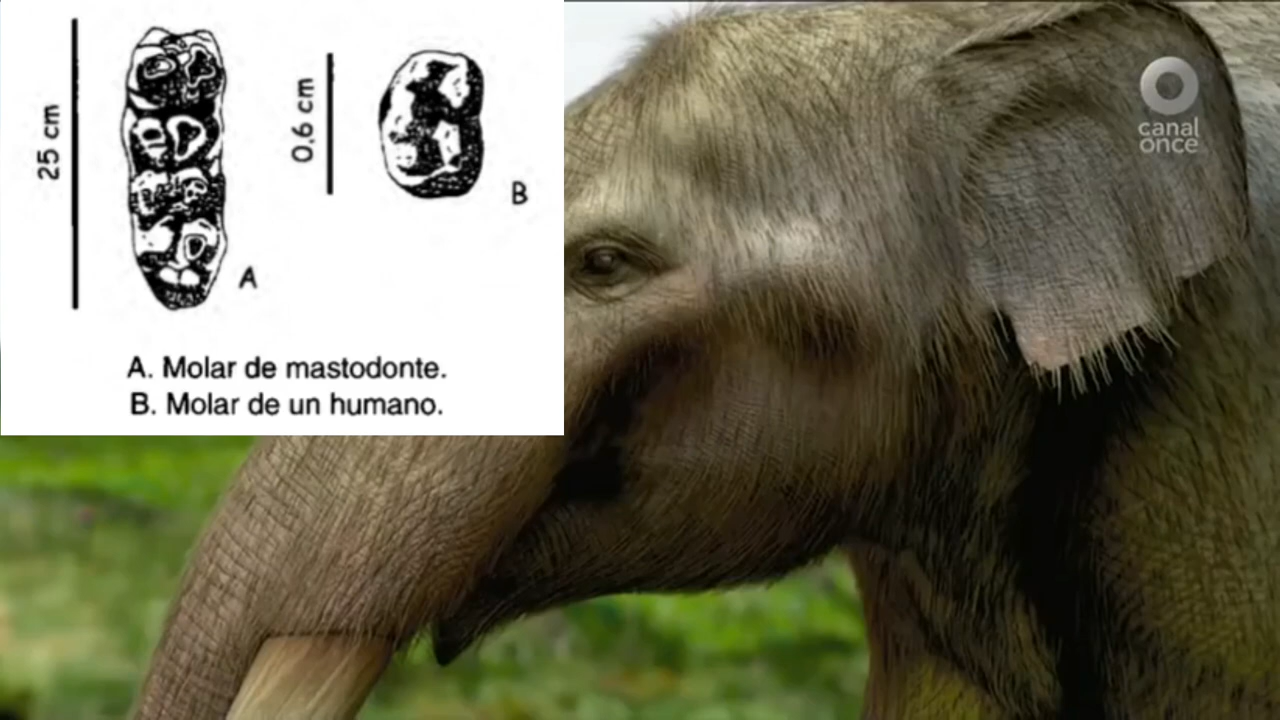 25 cm
0.6 cm
A
B
A. Molar de mastodonte.
B. Molar de un humano.
canal
once